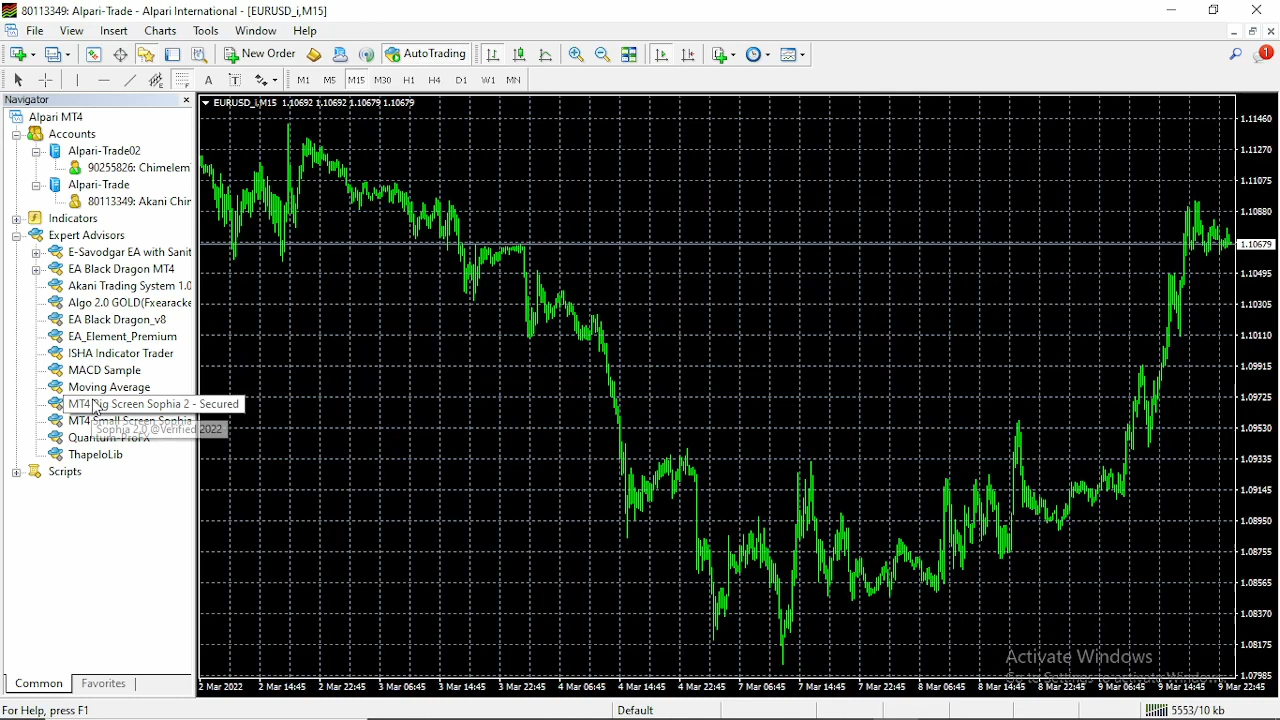 80113349: Alpari-Trade - Alpari International - [EURUSD_i,M15]
File View Insert Charts Tools Window Help
New Order AutoTrading 1
A T M1 M5 M15 M30 H1 H4 D1 W1 MN
Navigator
Alpari MT4
Accounts
Alpari-Trade02
90255826: Chimelem
Alpari-Trade
80113349: Akani Chir
Indicators
Expert Advisors
E-Savodgar EA with Sanit
EA Black Dragon MT4
Akani Trading System 1.0
Algo 2.0 GOLD(Fxearacke
EA Black Dragon_v8
EA_Element_Premium
ISHA Indicator Trader
MACD Sample
Moving Average
MT4 Big Screen Sophia 2 - Secured
MT4 Small Screen Sophia
Sophia 2.0 @Verified 2022
Quantum-ProFX
ThapeloLib
Scripts
Common Favorites
EURUSD_i,M15 1.10692 1.10692 1.10679 1.10679
1.11460
1.11270
1.11075
1.10880
1.10679
1.10495
1.10305
1.10110
1.09915
1.09725
1.09530
1.09335
1.09145
1.08950
1.08755
1.08565
1.08370
1.08175
1.07985
Activate Windows
Go to Settings to activate Windows.
2 Mar 2022 2 Mar 14:45 2 Mar 22:45 3 Mar 06:45 3 Mar 14:45 3 Mar 22:45 4 Mar 06:45 4 Mar 14:45 4 Mar 22:45 7 Mar 06:45 7 Mar 14:45 7 Mar 22:45 8 Mar 06:45 8 Mar 14:45 8 Mar 22:45 9 Mar 06:45 9 Mar 14:45 9 Mar 22:45
For Help, press F1 Default 5553/10 kb